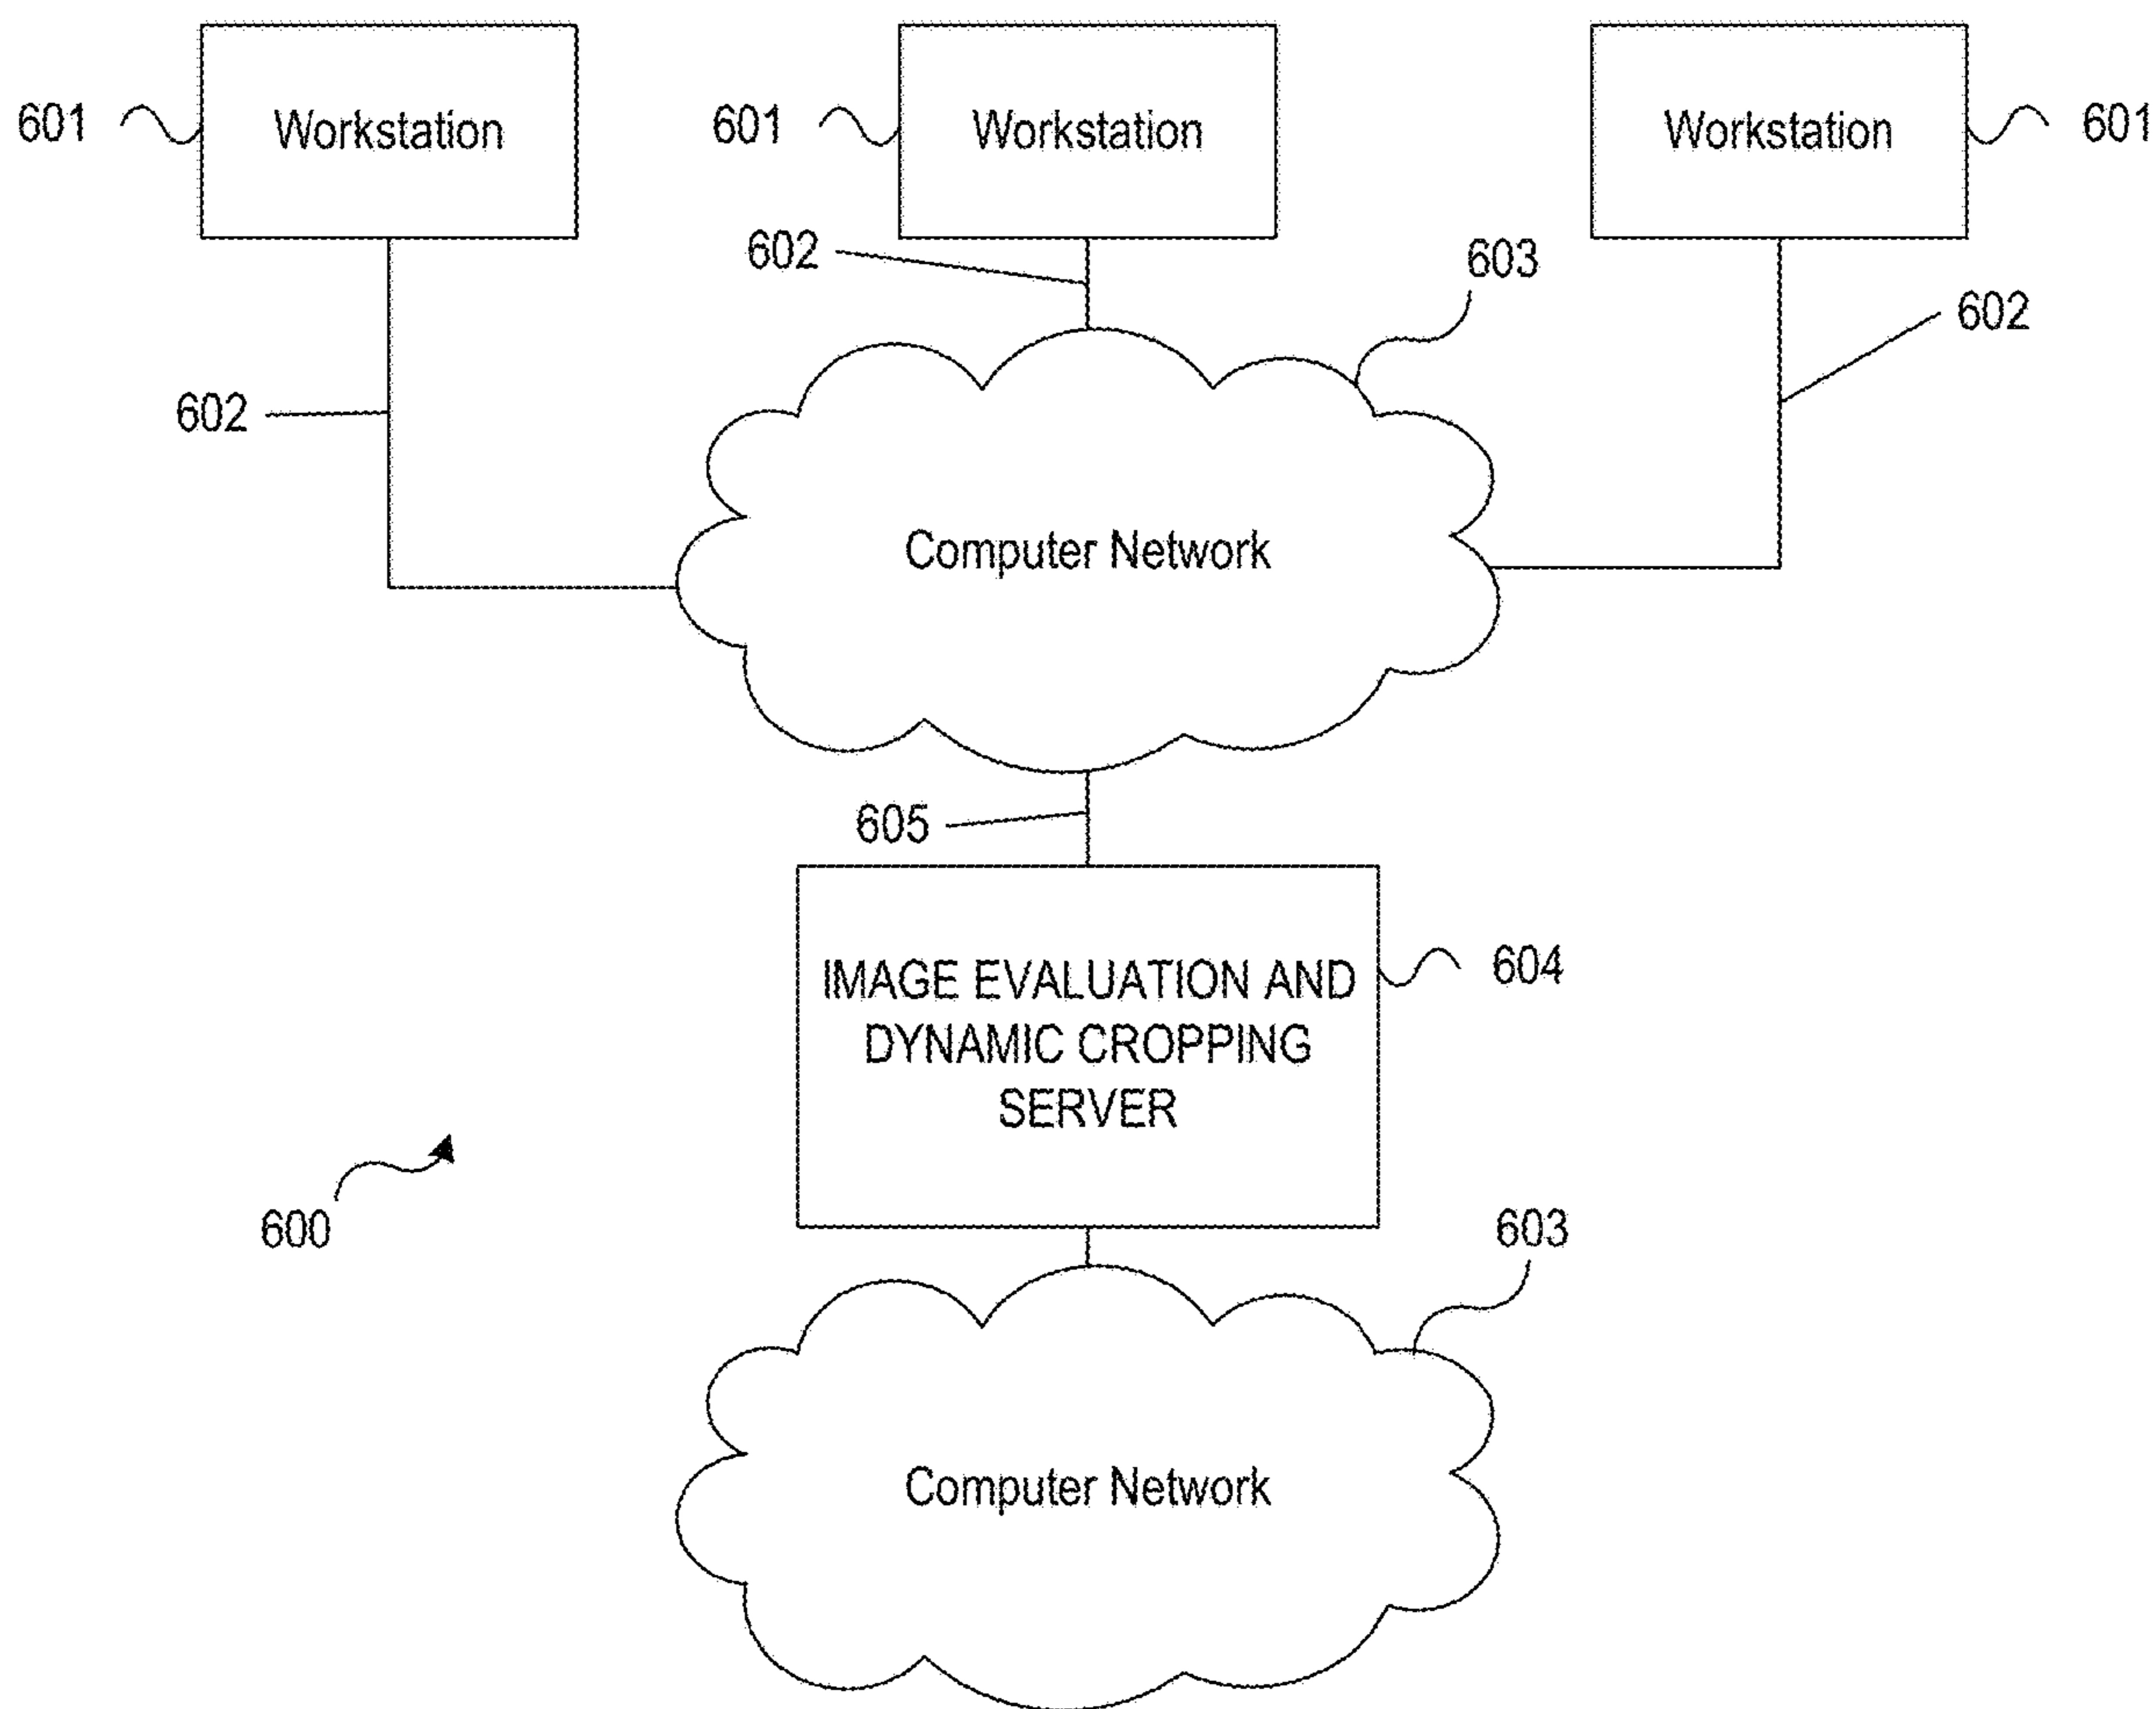 601 Workstation 601 Workstation Workstation 601
602 603
602
602
Computer Network
605
IMAGE EVALUATION AND
DYNAMIC CROPPING
SERVER
604
600
603
Computer Network